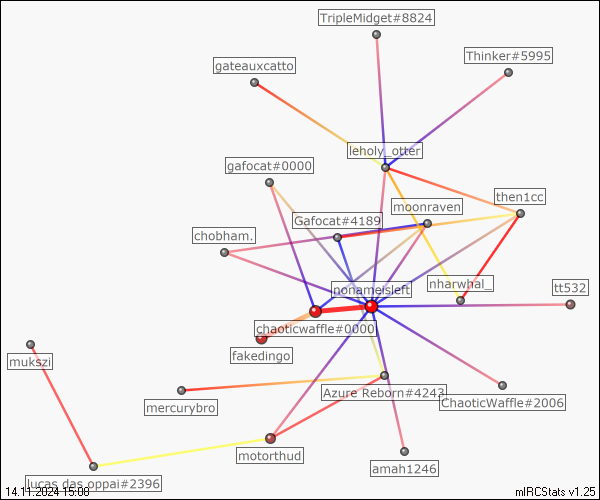 TripleMidget#8824
Thinker#5995
gateauxcatto
leholy_otter
gafocat#0000
then1cc
moonraven
Gafocat#4189
chobham.
nharwhal_
nonameisleft
tt532
chaoticwaffle#0000
fakedingo
mukszi
Azure Reborn#4243
ChaoticWaffle#2006
mercurybro
motorthud
amah1246
lucas das oppai#2396
14.11.2024 15:08
mIRCStats v1.25